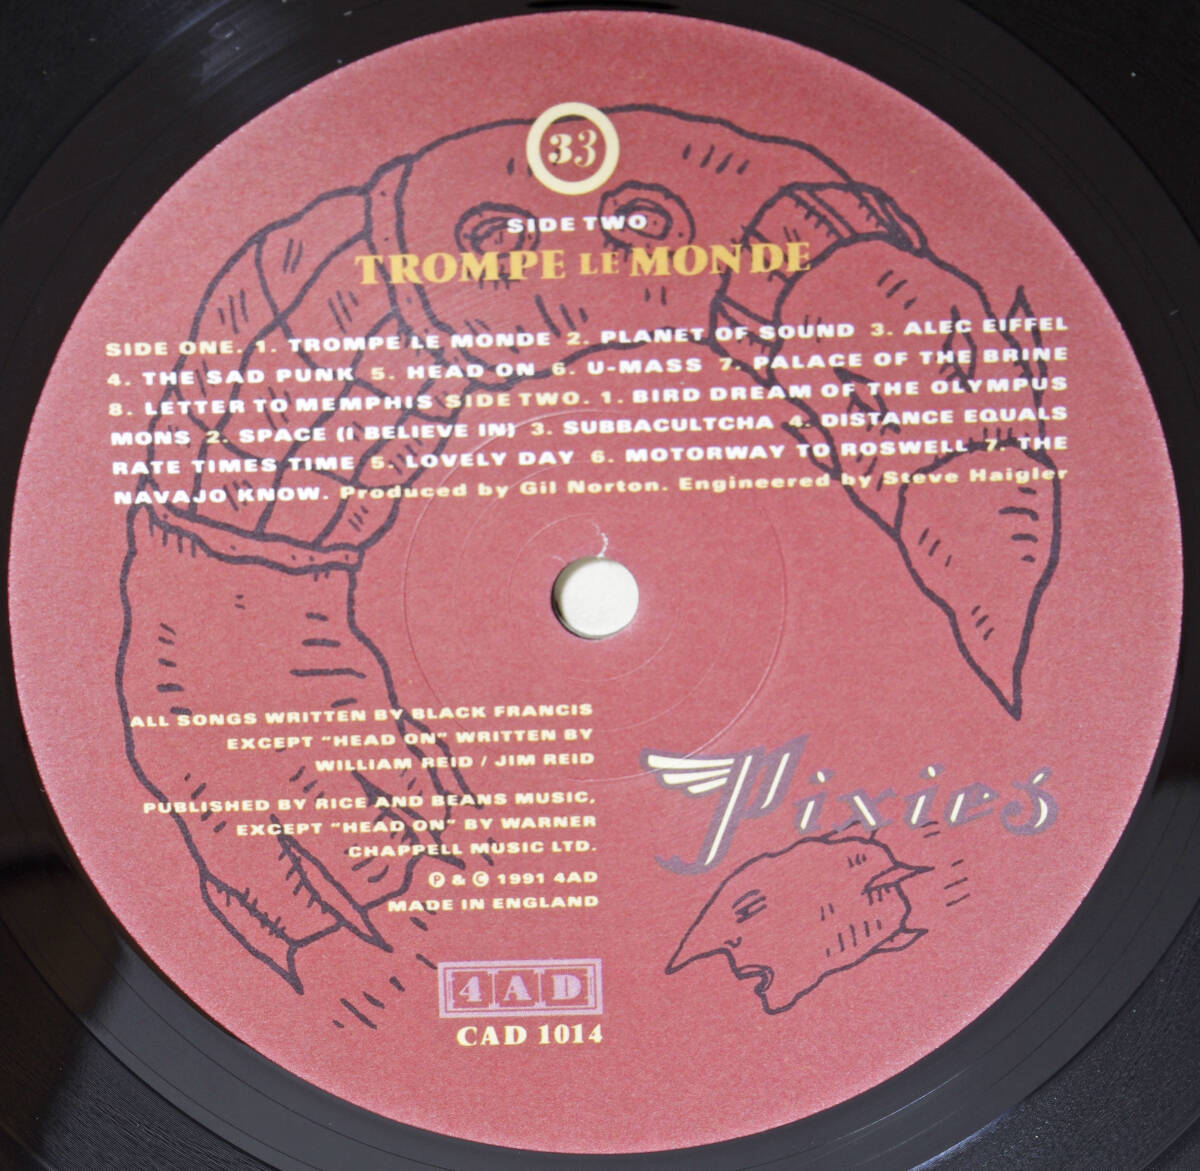 33
SIDE TWO
TROMPE LE MONDE
SIDE ONE. 1. TROMPE LE MONDE 2. PLANET OF SOUND 3. ALEC EIFFEL
4. THE SAD PUNK 5. HEAD ON 6. U-MASS 7. PALACE OF THE BRINE
8. LETTER TO MEMPHIS SIDE TWO. 1. BIRD DREAM OF THE OLYMPUS
MONS 2. SPACE (I BELIEVE IN) 3. SUBBACULTCHA 4. DISTANCE EQUALS
RATE TIMES TIME 5. LOVELY DAY 6. MOTORWAY TO ROSWELL 7. THE
NAVAJO KNOW. Produced by Gil Norton. Engineered by Steve Haigler
ALL SONGS WRITTEN BY BLACK FRANCIS
EXCEPT "HEAD ON" WRITTEN BY
WILLIAM REID / JIM REID
PUBLISHED BY RICE AND BEANS MUSIC,
EXCEPT "HEAD ON" BY WARNER
CHAPPELL MUSIC LTD.
Ⓟ & © 1991 4AD
MADE IN ENGLAND
Pixies
4AD
CAD 1014